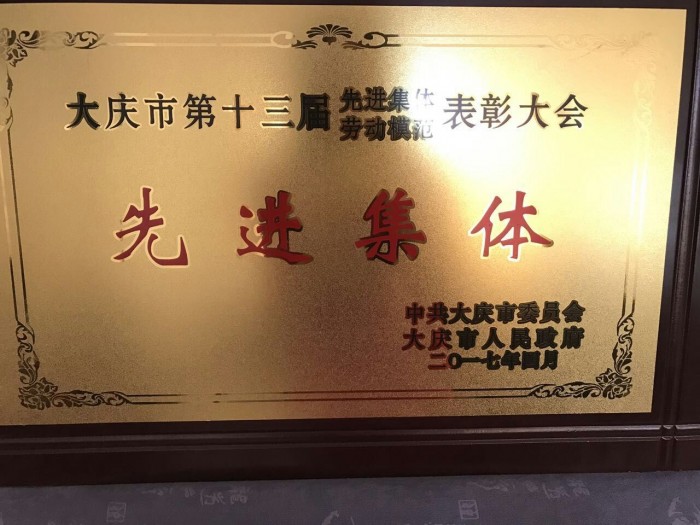 大庆市第十三届先进集体劳动模范表彰大会
先进集体
中共大庆市委员会
大庆市人民政府
二〇一七年四月